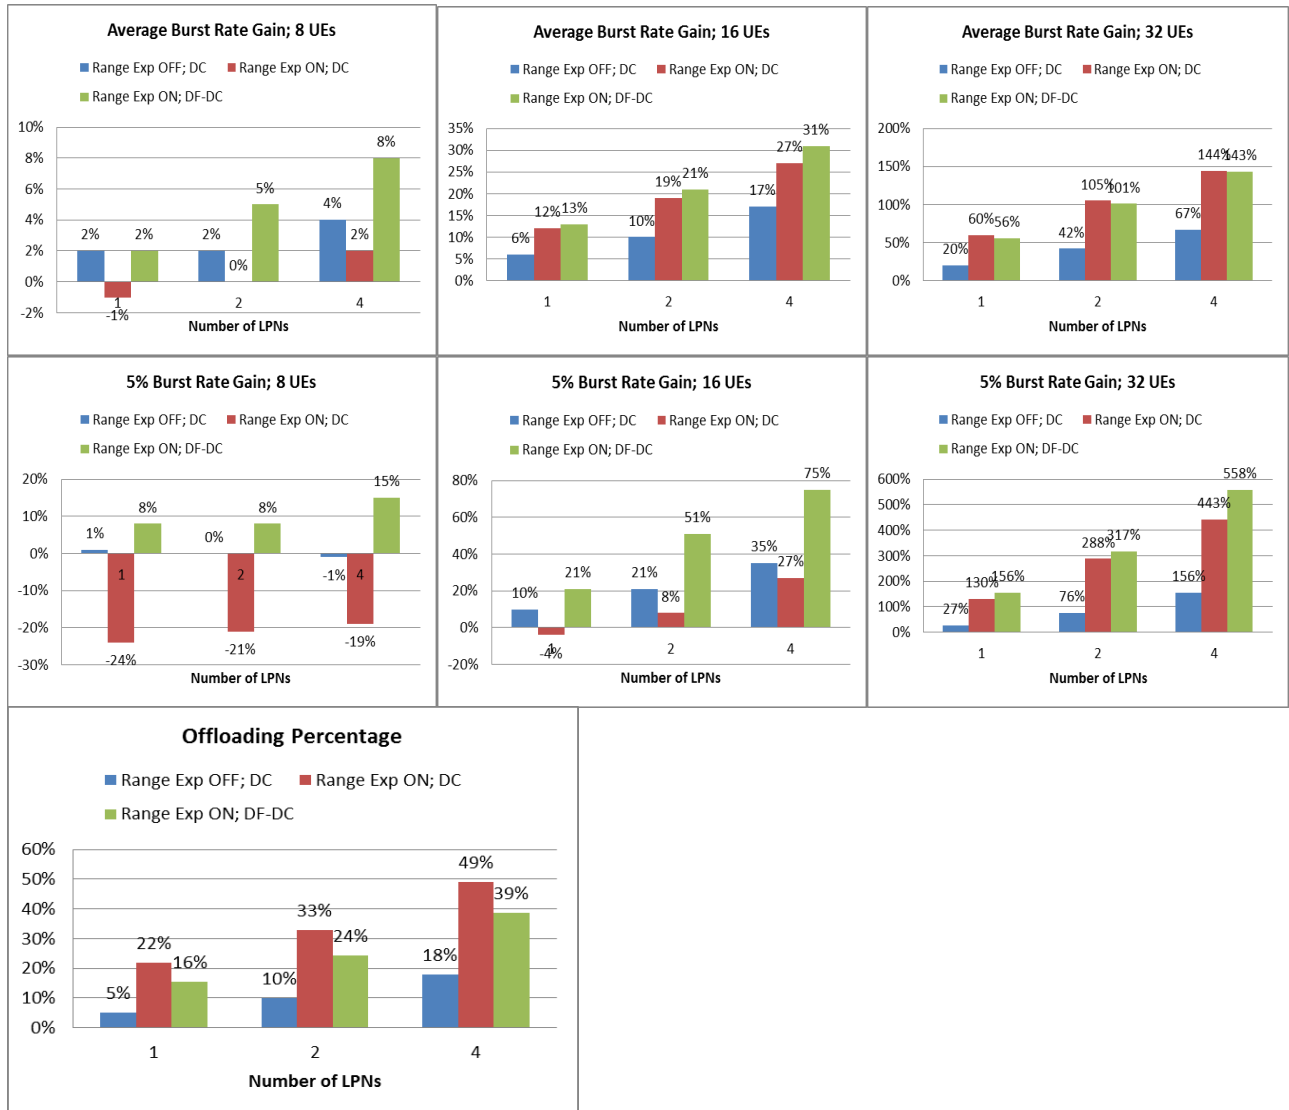 Average Burst Rate Gain; 8 UEs
Range Exp OFF; DC Range Exp ON; DC
Range Exp ON; DF-DC
10%
8%
6%
4%
2%
0%
-2%
2% -1% 2%
2% 0% 5%
4% 2% 8%
1 2 4
Number of LPNs
Average Burst Rate Gain; 16 UEs
Range Exp OFF; DC Range Exp ON; DC
Range Exp ON; DF-DC
35%
30%
25%
20%
15%
10%
5%
0%
6% 12% 13%
10% 19% 21%
17% 27% 31%
1 2 4
Number of LPNs
Average Burst Rate Gain; 32 UEs
Range Exp OFF; DC Range Exp ON; DC
Range Exp ON; DF-DC
200%
150%
100%
50%
0%
20% 60% 56%
42% 105% 101%
67% 144% 143%
1 2 4
Number of LPNs
5% Burst Rate Gain; 8 UEs
Range Exp OFF; DC Range Exp ON; DC
Range Exp ON; DF-DC
20%
10%
0%
-10%
-20%
-30%
1% -24% 8%
0% -21% 8%
-1% -19% 15%
1 2 4
Number of LPNs
5% Burst Rate Gain; 16 UEs
Range Exp OFF; DC Range Exp ON; DC
Range Exp ON; DF-DC
80%
60%
40%
20%
0%
-20%
10% -4% 21%
21% 8% 51%
35% 27% 75%
1 2 4
Number of LPNs
5% Burst Rate Gain; 32 UEs
Range Exp OFF; DC Range Exp ON; DC
Range Exp ON; DF-DC
600%
500%
400%
300%
200%
100%
0%
27% 130% 156%
76% 288% 317%
156% 443% 558%
1 2 4
Number of LPNs
Offloading Percentage
Range Exp OFF; DC Range Exp ON; DC
Range Exp ON; DF-DC
60%
50%
40%
30%
20%
10%
0%
5% 22% 16%
10% 33% 24%
18% 49% 39%
1 2 4
Number of LPNs